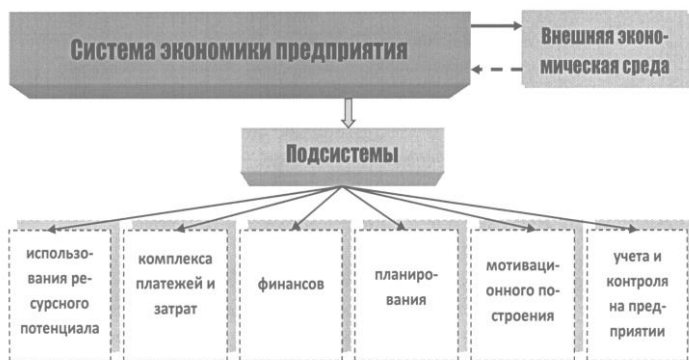 Система экономики предприятия
Внешняя эконо-
мическая среда
Подсистемы
использо-
вания ре-
сурсного
потенциала
комплекса
платежей и
затрат
финансов
планиро-
вания
мотиваци-
онного по-
строения
учета и
контроля
на пред-
приятии